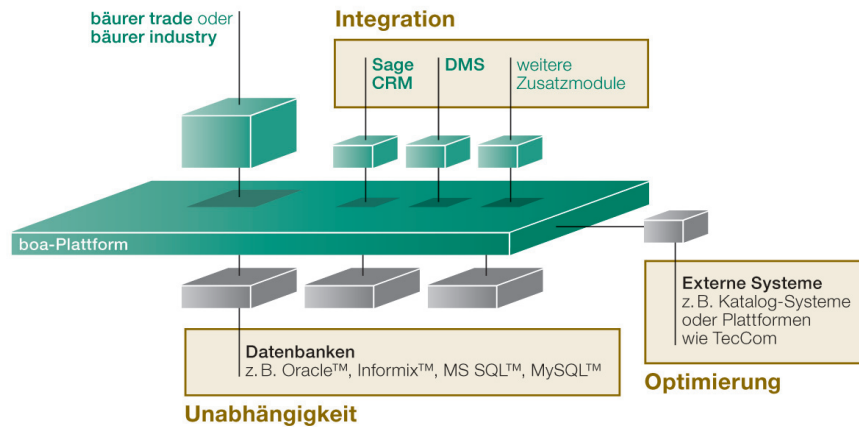 bäurer trade oder
bäurer industry
Integration
Sage
CRM
DMS
weitere
Zusatzmodule
boa-Plattform
Externe Systeme
z. B. Katalog-Systeme
oder Plattformen
wie TecCom
Optimierung
Datenbanken
z. B. Oracle™, Informix™, MS SQL™, MySQL™
Unabhängigkeit